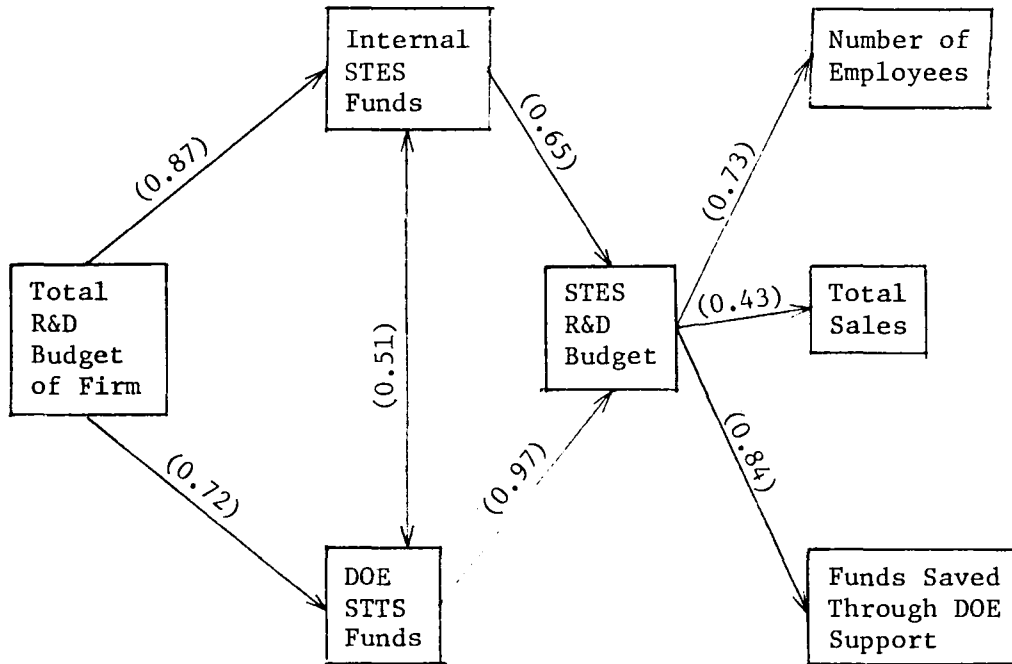 Internal
STES
Funds
Number of
Employees
(0.87)
(0.65)
(0.73)
Total
R&D
Budget
of Firm
(0.51)
STES
R&D
Budget
(0.43)
Total
Sales
(0.72)
(0.97)
(0.84)
DOE
STTS
Funds
Funds Saved
Through DOE
Support